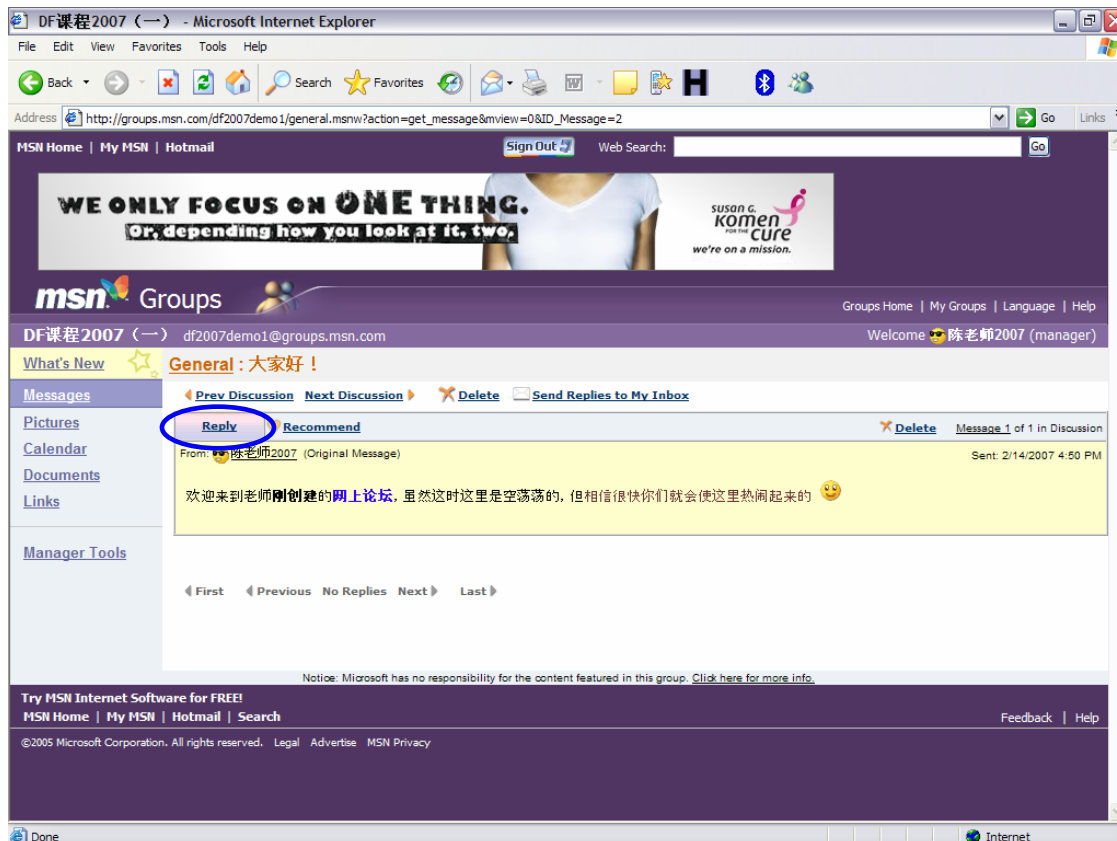 DF课程2007（一） - Microsoft Internet Explorer
File Edit View Favorites Tools Help
Back Search Favorites
Address http://groups.msn.com/df2007demo1/general.msnw?action=get_message&mview=0&ID_Message=2 Go Links
MSN Home | My MSN | Hotmail Sign Out Web Search: Go
WE ONLY FOCUS ON ONE THING.
Or, depending how you look at it, two.
susan G.
Komen
FOR THE
CURE
we're on a mission.
msn Groups
Groups Home | My Groups | Language | Help
DF课程2007（一） df2007demo1@groups.msn.com Welcome 陈老师2007 (manager)
What's New General : 大家好！
Messages Prev Discussion Next Discussion Delete Send Replies to My Inbox
Pictures Reply Recommend Delete Message 1 of 1 in Discussion
Calendar From: 陈老师2007 (Original Message) Sent: 2/14/2007 4:50 PM
Documents
Links 欢迎来到老师刚创建的网上论坛, 虽然这时这里是空荡荡的, 但相信很快你们就会使这里热闹起来的
Manager Tools
First Previous No Replies Next Last
Notice: Microsoft has no responsibility for the content featured in this group. Click here for more info.
Try MSN Internet Software for FREE!
MSN Home | My MSN | Hotmail | Search Feedback | Help
©2005 Microsoft Corporation. All rights reserved. Legal Advertise MSN Privacy
Done Internet